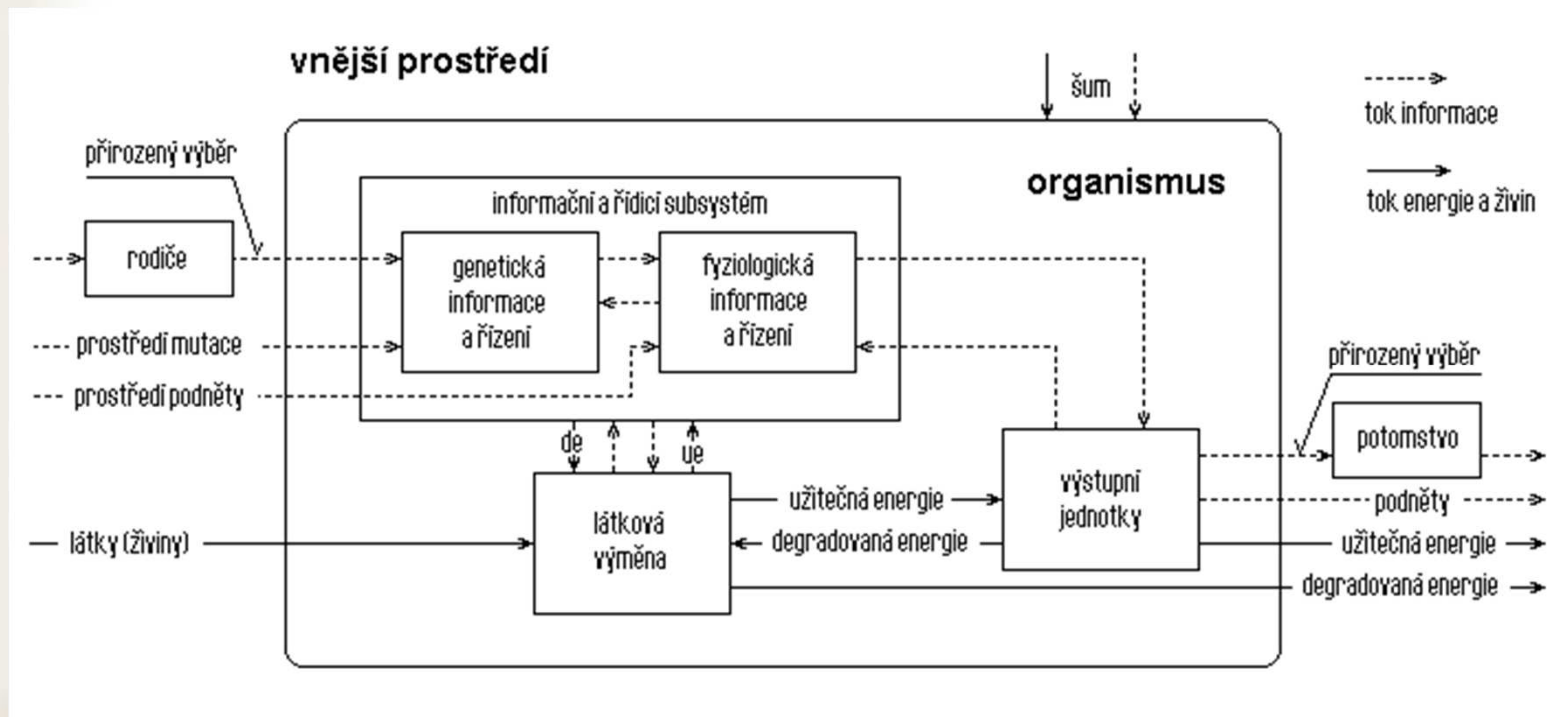 vnější prostředí
šum
tok informace
tok energie a živin
přirozený výběr
organismus
informační a řídicí subsystém
rodiče
genetická
informace
a řízení
fyziologická
informace
a řízení
prostředí mutace
prostředí podněty
přirozený výběr
potomstvo
de
ue
výstupní
jednotky
podněty
látková
výměna
užitečná energie
degradovaná energie
látky (živiny)
užitečná energie
degradovaná energie